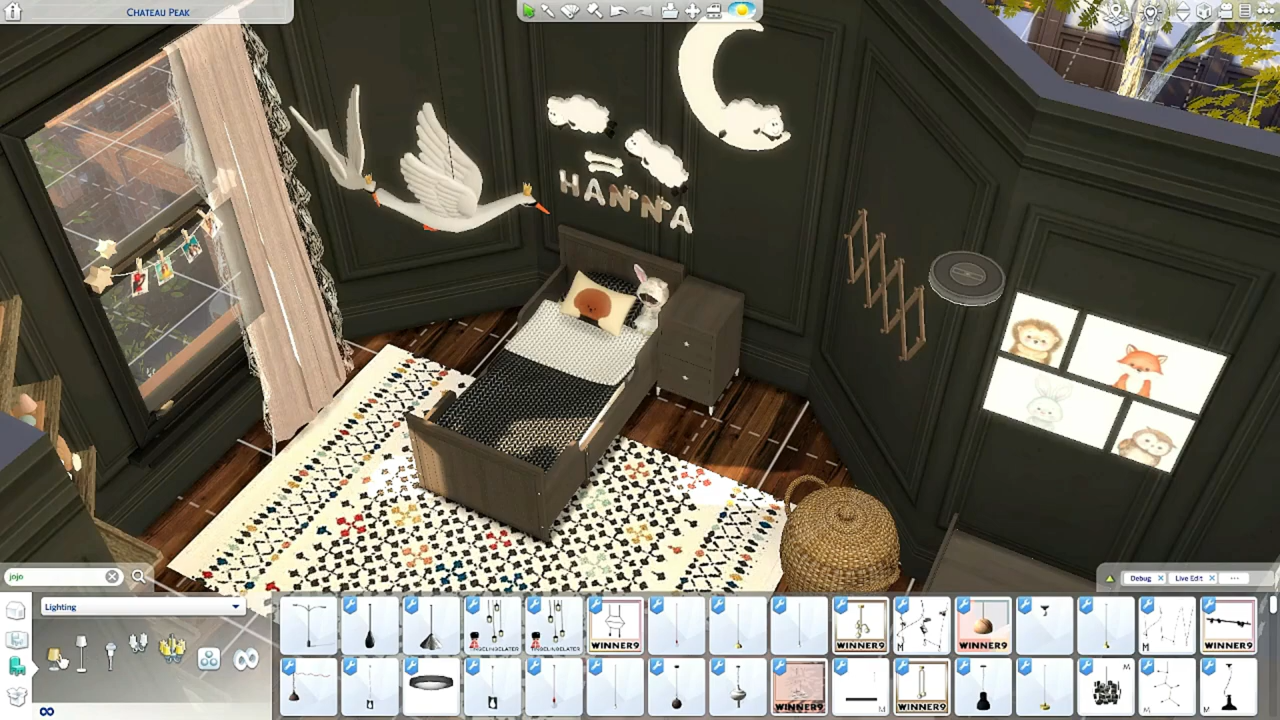 CHATEAU PEAK
HANNA
jojo
Debug
Live Edit
...
Lighting
WINNER9
WINNER9
WINNER9
WINNER9
M
WINNER9
M
WINNER9
M
M
M